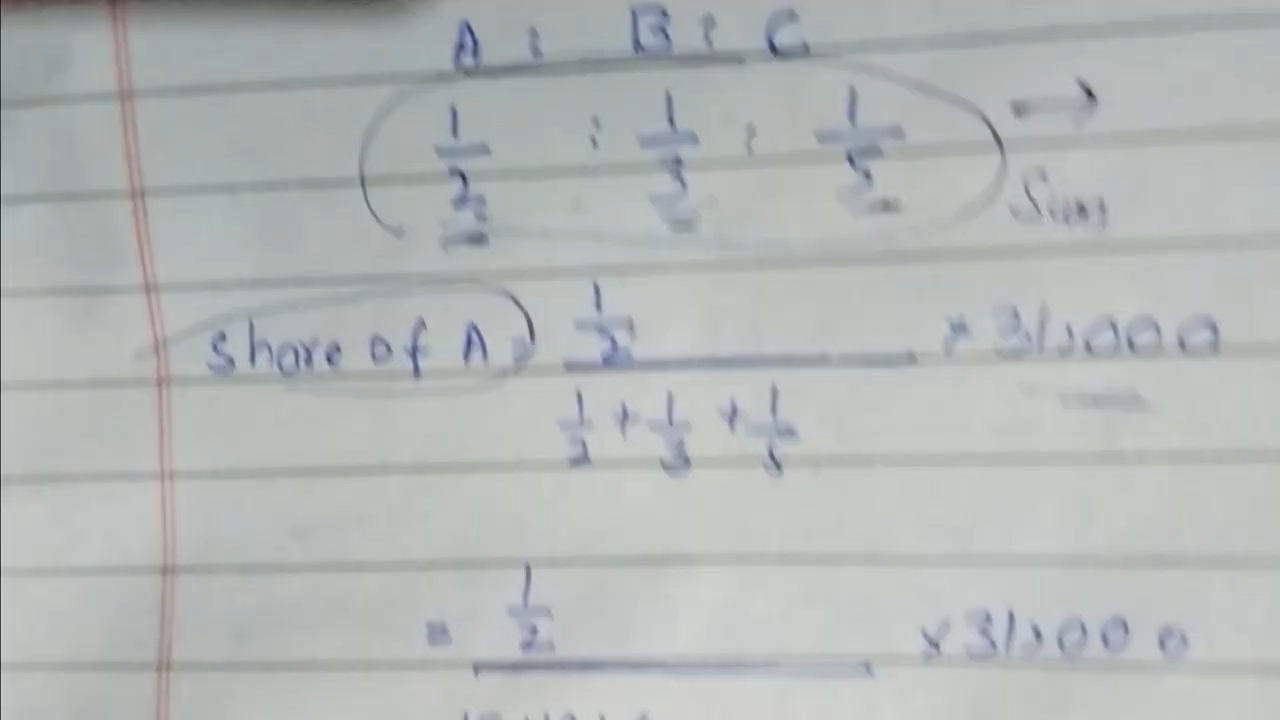 A : B : C
1/2 : 1/3 : 1/5 → Sum
Share of A = 1/2 / 1/2 + 1/3 + 1/5 × 31,000
= 1/2 × 31,000